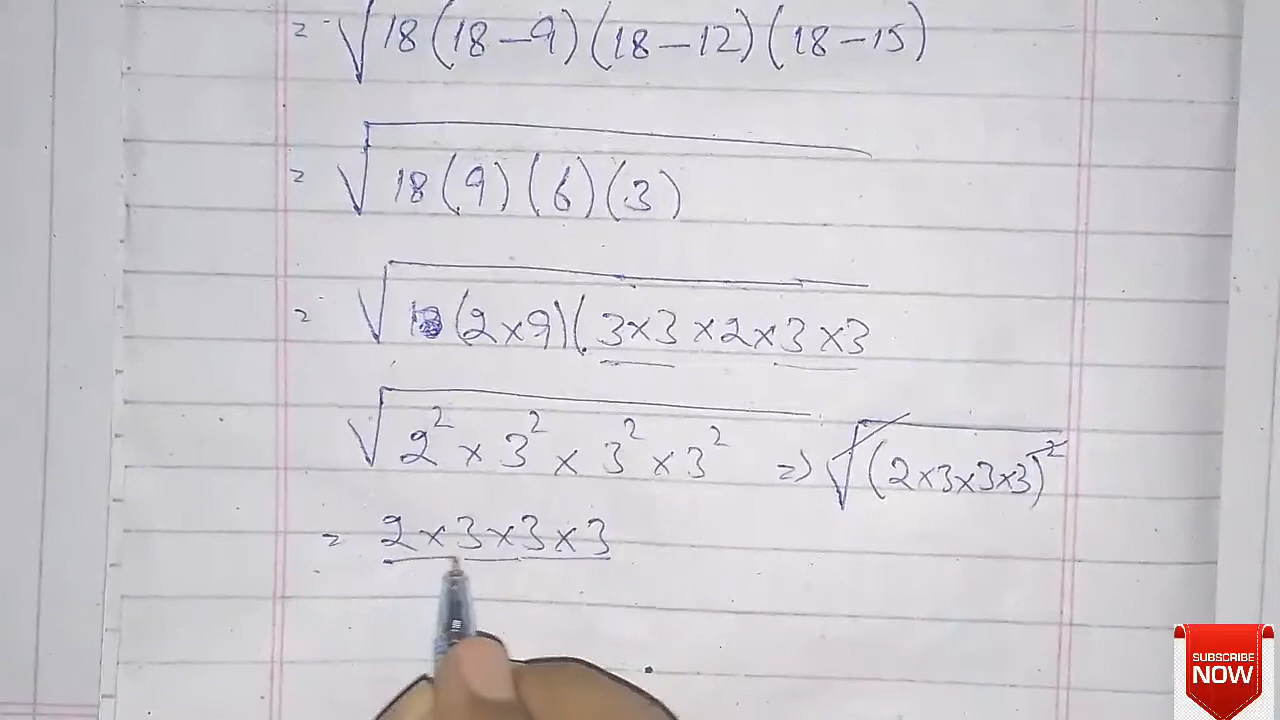 = √18(18-9)(18-12)(18-15)
= √18(9)(6)(3)
= √(2×9)(3×3×2×3×3
√2²×3²×3²×3² => √(2×3×3×3)²
= 2×3×3×3
SUBSCRIBE
NOW